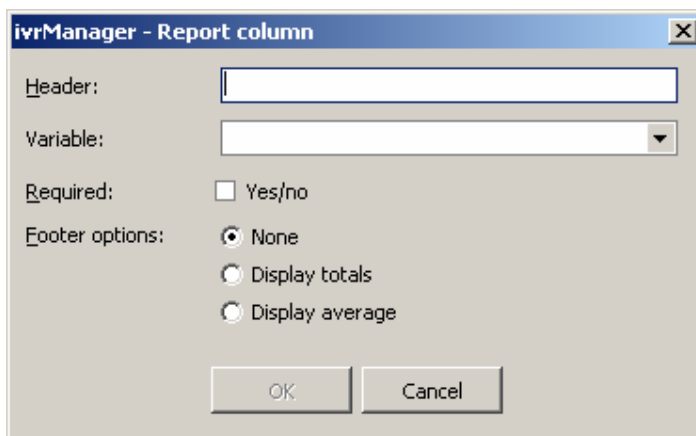 ivrManager - Report column
Header:
Variable:
Required: Yes/no
Footer options: None
Display totals
Display average
OK Cancel